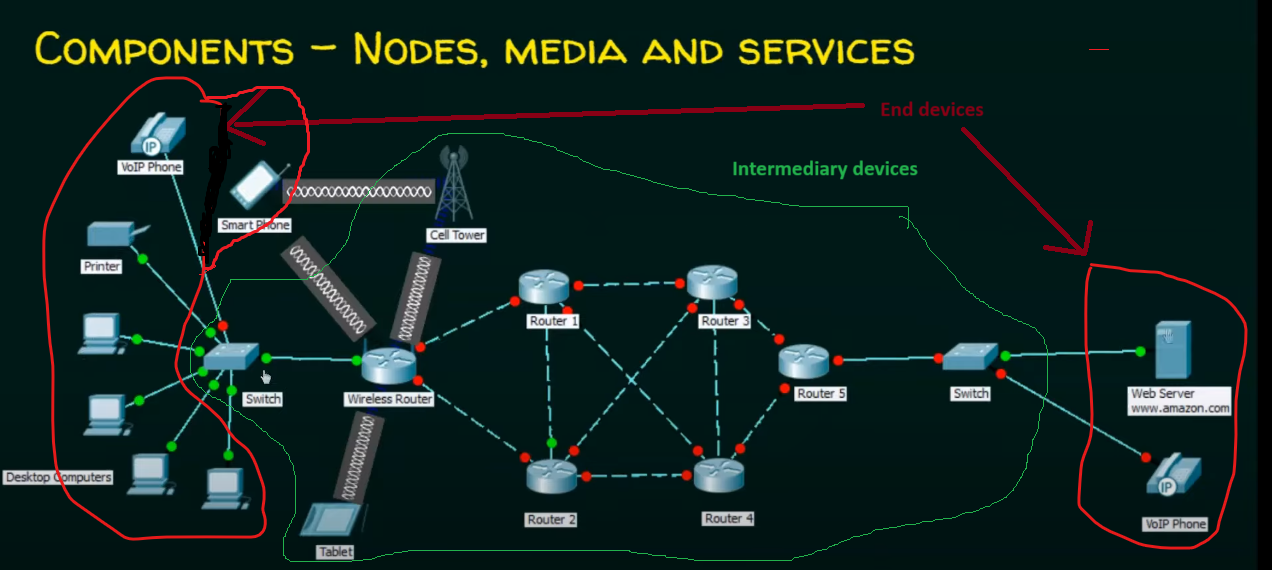 COMPONENTS – NODES, MEDIA AND SERVICES
End devices
Intermediary devices
IP
VoIP Phone
Smart Phone
Cell Tower
Printer
Router 1
Router 3
Switch
Wireless Router
Router 5
Switch
Web Server
www.amazon.com
Desktop Computers
Router 2
Router 4
IP
VoIP Phone
Tablet